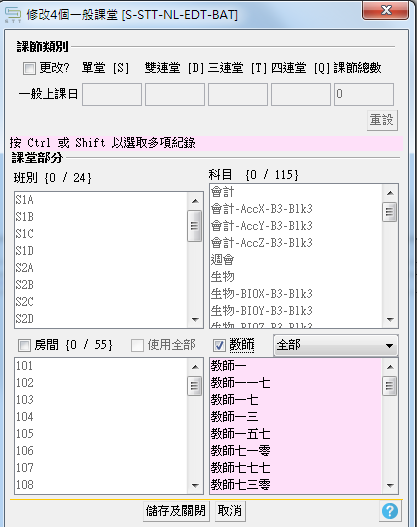 修改4個一般課堂 [S-STT-NL-EDT-BAT]
STT
課節類別
更改? 單堂 [S] 雙連堂 [D] 三連堂 [T] 四連堂 [Q] 課節總數
一般上課日 0
重設
按 Ctrl 或 Shift 以選取多項紀錄
課堂部分
班別 {0 / 24} 科目 {0 / 115}
S1A 會計
S1B 會計-AccX-B3-Blk3
S1C 會計-AccY-B3-Blk3
S1D 會計-AccZ-B3-Blk3
S2A 週會
S2B 生物
S2C 生物-BIOX-B3-Blk3
S2D 生物-BIOY-B3-Blk3
生物-BIOZ-B3-Blk3
房間 {0 / 55} 使用全部 教師 全部
101 教師一
102 教師一一七
103 教師一七
104 教師一三
105 教師一五七
106 教師七一零
107 教師七七七
108 教師七三零
儲存及關閉 取消 ?